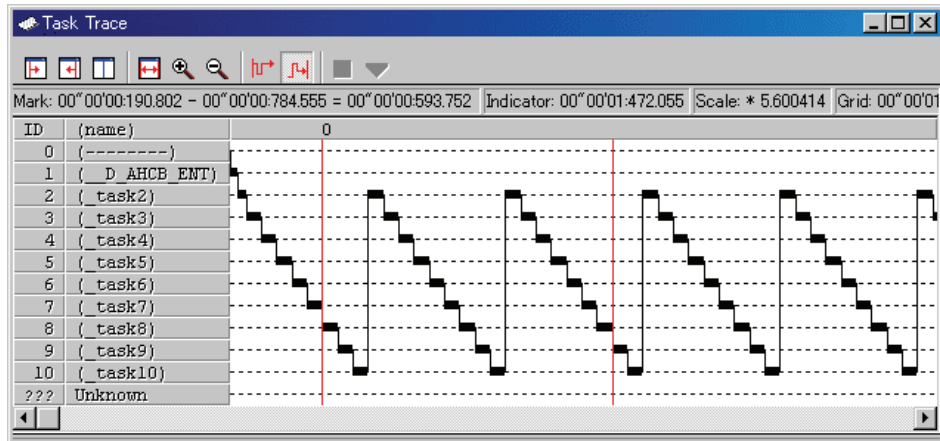 Task Trace
Mark: 00"00'00:190.802 - 00"00'00:784.555 = 00"00'00:593.752 Indicator: 00"00'01:472.055 Scale: * 5.600414 Grid: 00"00'01
ID (name) 0
0 (--------)
1 (__D_AHCB_ENT)
2 (_task2)
3 (_task3)
4 (_task4)
5 (_task5)
6 (_task6)
7 (_task7)
8 (_task8)
9 (_task9)
10 (_task10)
??? Unknown